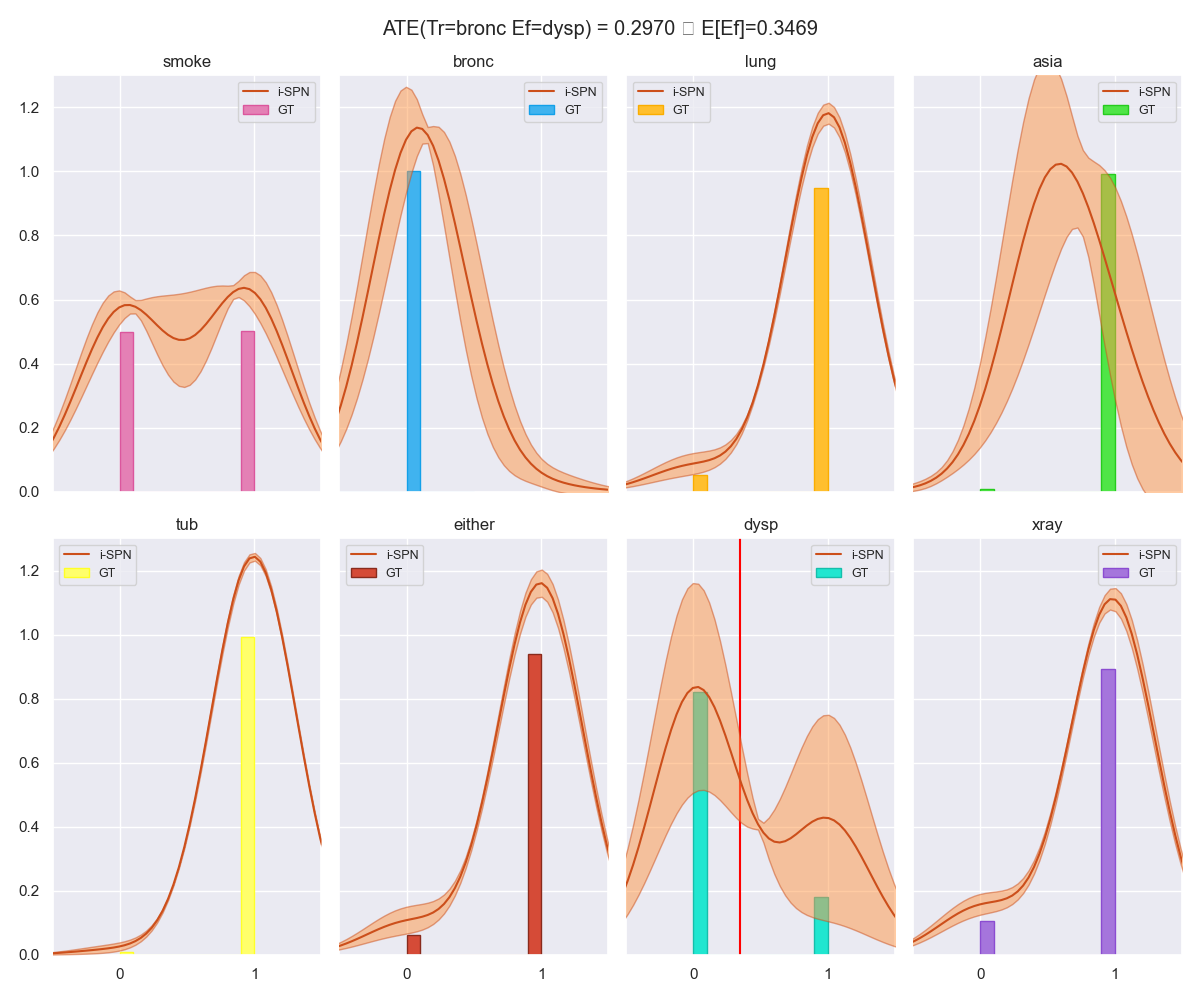 ATE(Tr=bronc Ef=dysp) = 0.2970 □ E[Ef]=0.3469
smoke
bronc
lung
asia
i-SPN
GT
i-SPN
GT
i-SPN
GT
i-SPN
GT
1.2
1.0
0.8
0.6
0.4
0.2
0.0
tub
either
dysp
xray
i-SPN
GT
i-SPN
GT
i-SPN
GT
i-SPN
GT
1.2
1.0
0.8
0.6
0.4
0.2
0.0
0 1
0 1
0 1
0 1